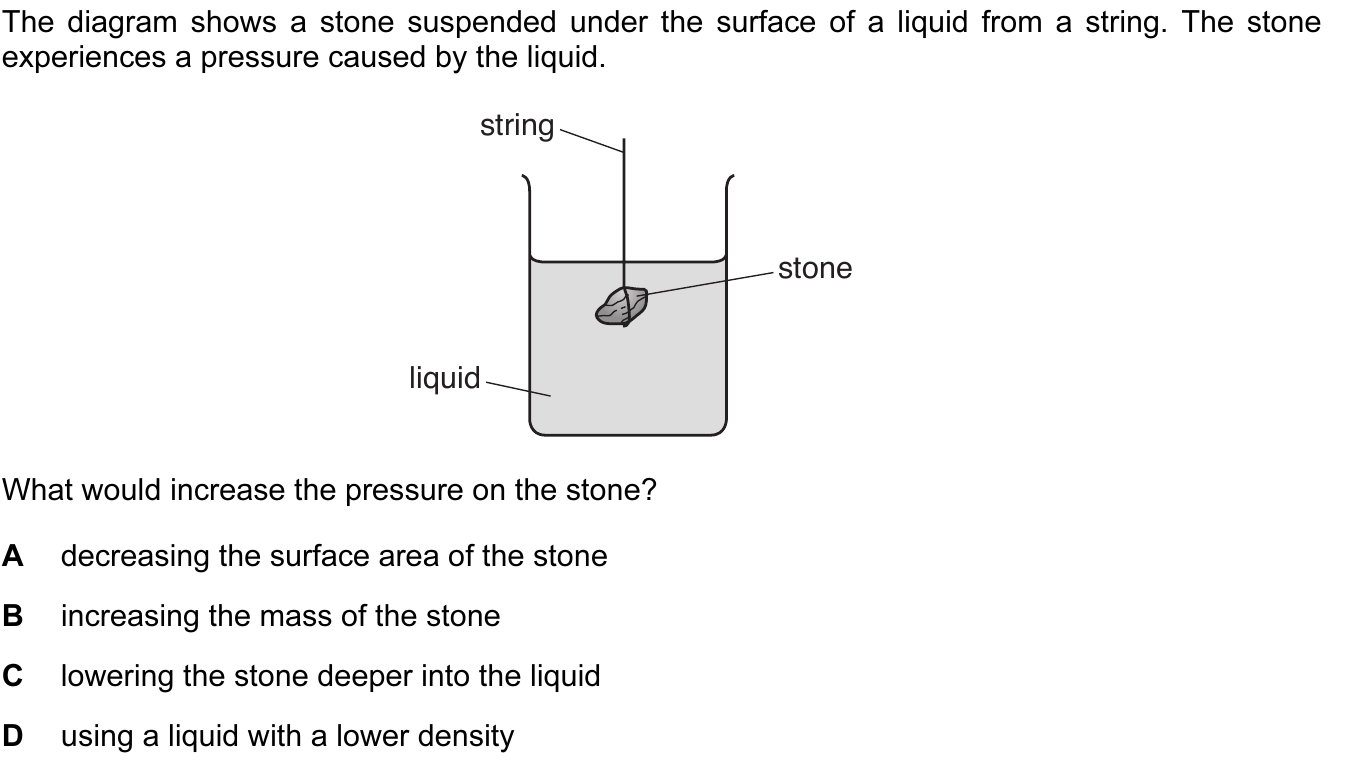 The diagram shows a stone suspended under the surface of a liquid from a string. The stone
experiences a pressure caused by the liquid.
string
stone
liquid
What would increase the pressure on the stone?
A decreasing the surface area of the stone
B increasing the mass of the stone
C lowering the stone deeper into the liquid
D using a liquid with a lower density